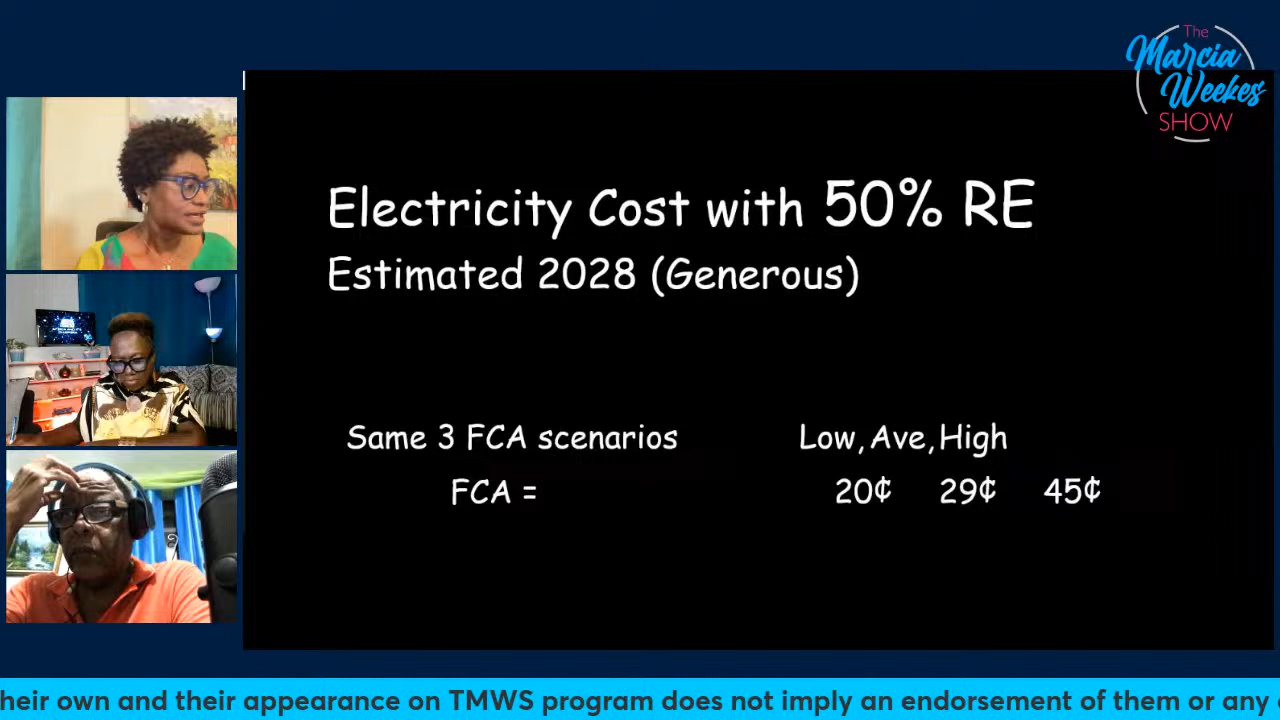 The
Marcia
Weekes
SHOW
Electricity Cost with 50% RE
Estimated 2028 (Generous)
Same 3 FCA scenarios
Low, Ave, High
FCA =
20¢ 29¢ 45¢
heir own and their appearance on TMWS program does not imply an endorsement of them or any